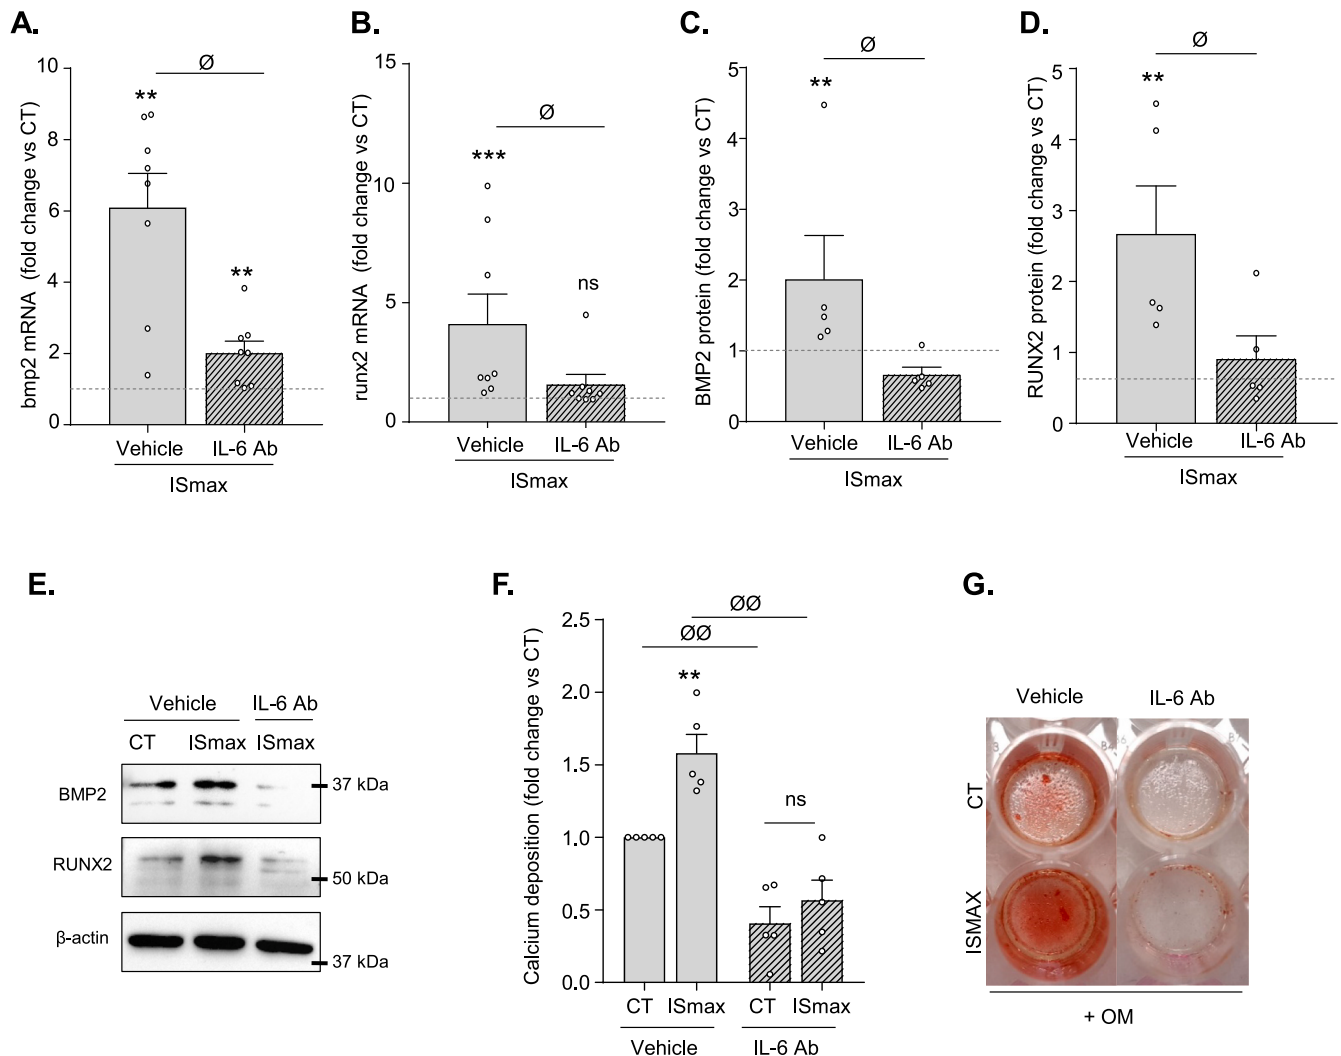 A.
bmp2 mRNA (fold change vs CT)
10
8
6
4
2
0
**
Ø
**
Vehicle
IL-6 Ab
ISmax
B.
runx2 mRNA (fold change vs CT)
15
10
5
0
***
Ø
ns
Vehicle
IL-6 Ab
ISmax
C.
BMP2 protein (fold change vs CT)
5
4
3
2
1
0
**
Ø
Vehicle
IL-6 Ab
ISmax
D.
RUNX2 protein (fold change vs CT)
5
4
3
2
1
0
**
Ø
Vehicle
IL-6 Ab
ISmax
E.
Vehicle IL-6 Ab
CT ISmax ISmax
BMP2
37 kDa
RUNX2
50 kDa
β-actin
37 kDa
F.
Calcium deposition (fold change vs CT)
2.5
2.0
1.5
1.0
0.5
0.0
ØØ
ØØ
**
ns
CT ISmax CT ISmax
Vehicle IL-6 Ab
G.
Vehicle IL-6 Ab
CT
ISMAX
+ OM